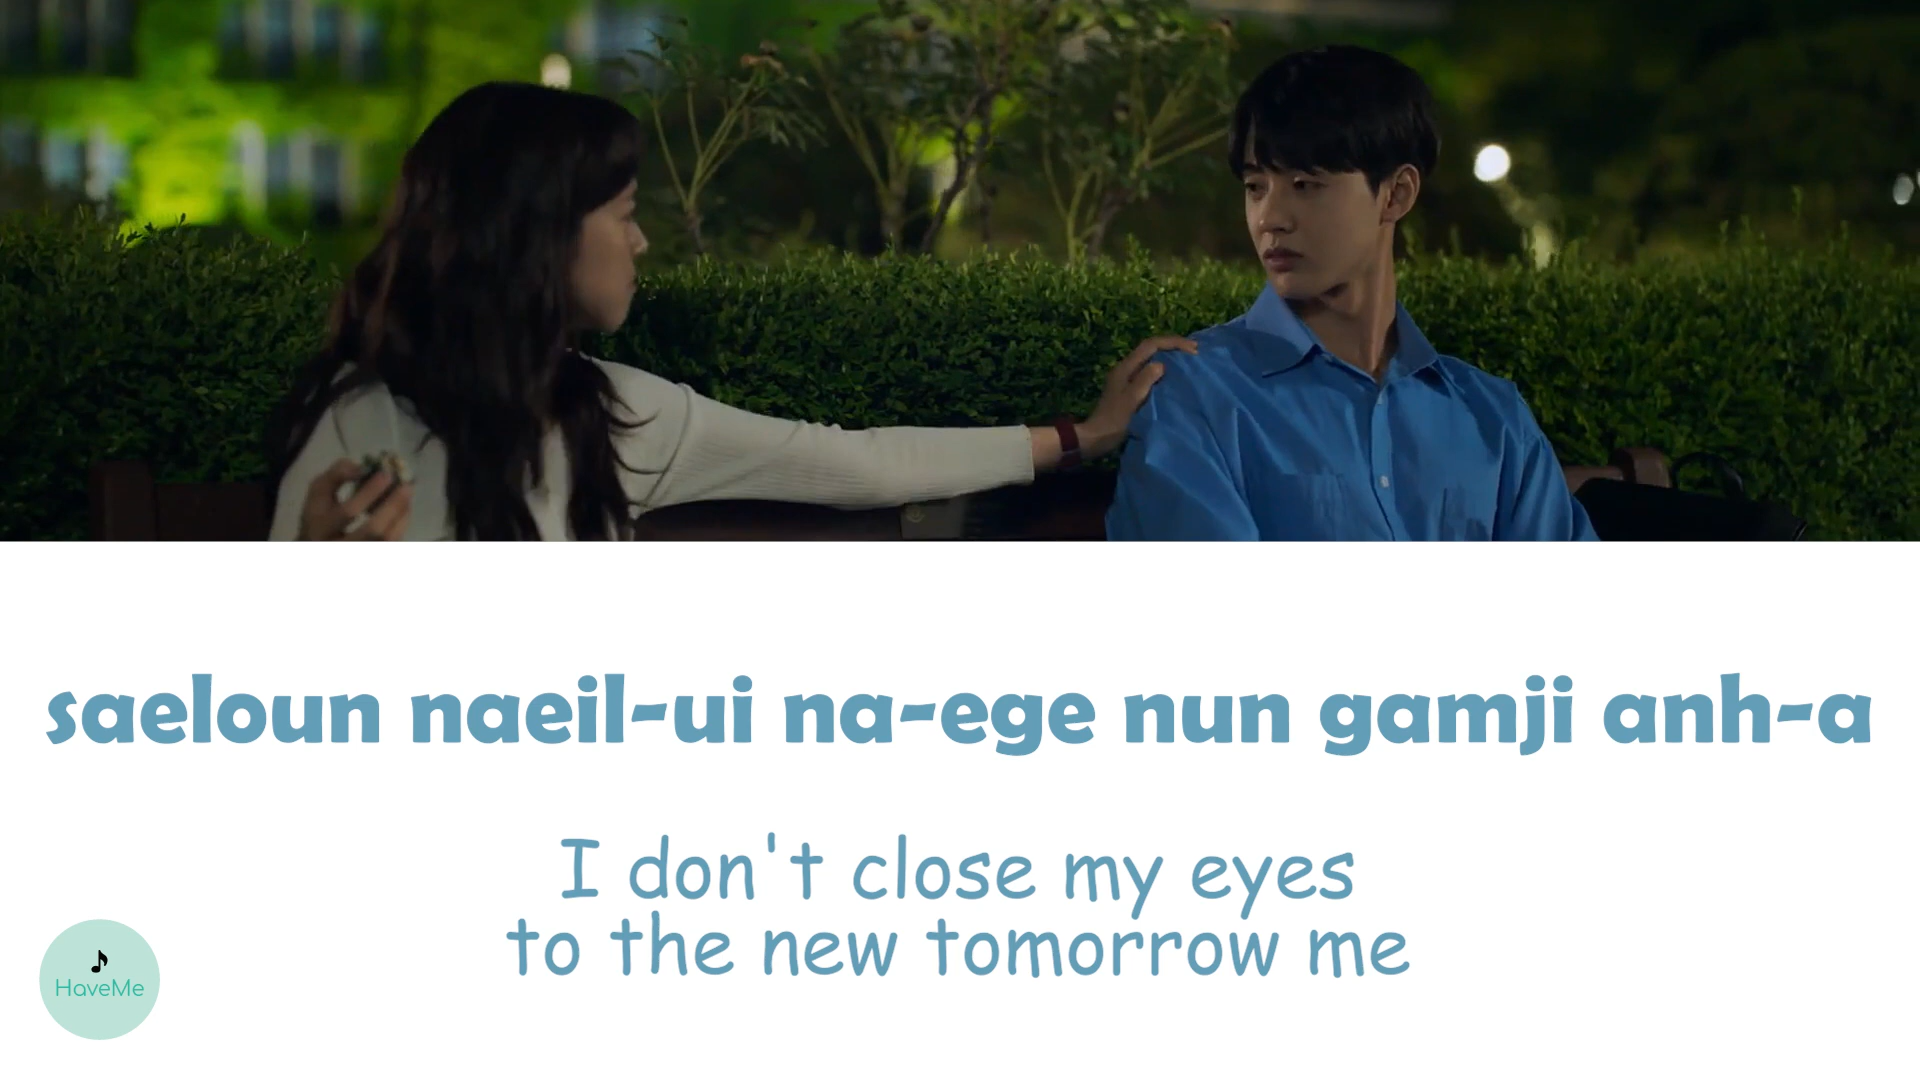 saeloun naeil-ui na-ege nun gamji anh-a
I don't close my eyes
to the new tomorrow me
HaveMe